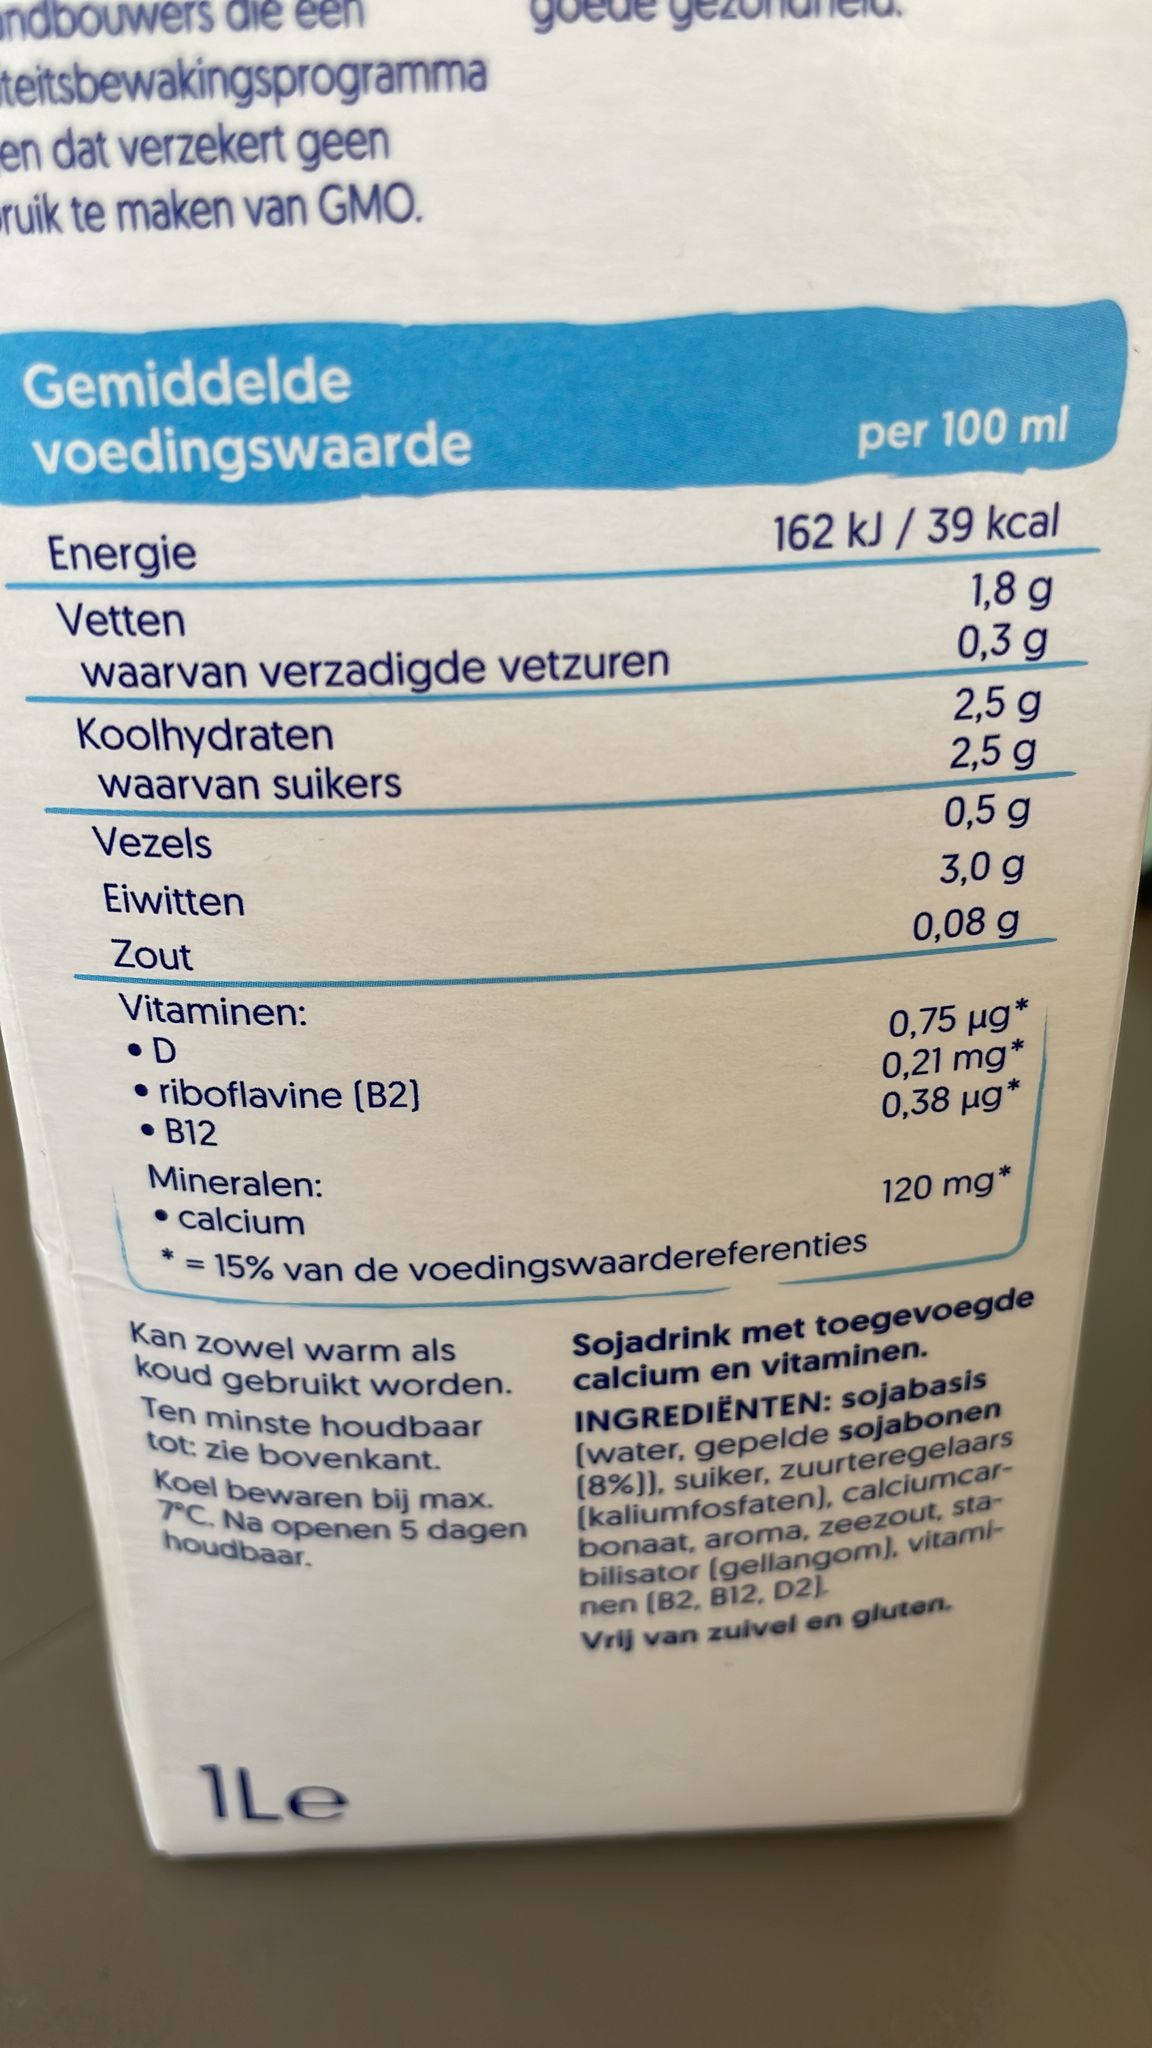 die een
goede gezondheid.
teitsbewakingsprogramma
en dat verzekert geen
ruik te maken van GMO.
Gemiddelde
voedingswaarde per 100 ml
Energie 162 kJ / 39 kcal
Vetten 1,8 g
waarvan verzadigde vetzuren 0,3 g
Koolhydraten 2,5 g
waarvan suikers 2,5 g
Vezels 0,5 g
Eiwitten 3,0 g
Zout 0,08 g
Vitaminen:
• D 0,75 µg*
• riboflavine (B2) 0,21 mg*
• B12 0,38 µg*
Mineralen:
• calcium 120 mg*
* = 15% van de voedingswaardereferenties
Kan zowel warm als
koud gebruikt worden.
Ten minste houdbaar
tot: zie bovenkant.
Koel bewaren bij max.
7°C. Na openen 5 dagen
houdbaar.
Sojadrink met toegevoegde
calcium en vitaminen.
INGREDIËNTEN: sojabasis
(water, gepelde sojabonen
(8%)), suiker, zuurteregelaars
(kaliumfosfaten), calciumcar-
bonaat, aroma, zeezout, sta-
bilisator (gellangom), vitami-
nen (B2, B12, D2).
Vrij van zuivel en gluten.
1L e